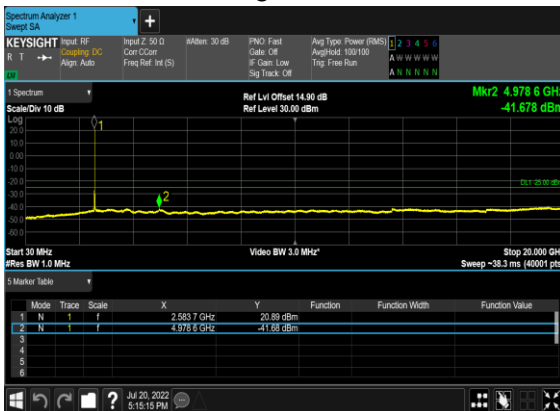 Spectrum Analyzer 1
Swept SA
+
KEYSIGHT Input: RF Input Z: 50 Ω #Atten: 30 dB PNO: Fast Avg Type: Power (RMS) 1 2 3 4 5 6
R T Coupling: DC Corr CCorr Gate: Off Avg|Hold: 100/100 A W W W W W
Align: Auto Freq Ref: Int (S) IF Gain: Low Trig: Free Run
Sig Track: Off A N N N N N
LV
1 Spectrum Ref Lvl Offset 14.90 dB Mkr2 4.978 6 GHz
Scale/Div 10 dB Ref Level 30.00 dBm -41.678 dBm
Log
1
20.0
10.0
0.00
-10.0
-20.0
DL1 -25.00 dBm
-30.0
2
-40.0
-50.0
-60.0
Start 30 MHz Video BW 3.0 MHz* Stop 20.000 GHz
#Res BW 1.0 MHz Sweep ~38.3 ms (40001 pts)
5 Marker Table
Mode Trace Scale X Y Function Function Width Function Value
1 N 1 f 2.583 7 GHz 20.89 dBm
2 N 1 f 4.978 6 GHz -41.68 dBm
3
4
5
6
? Jul 20, 2022
5:15:15 PM